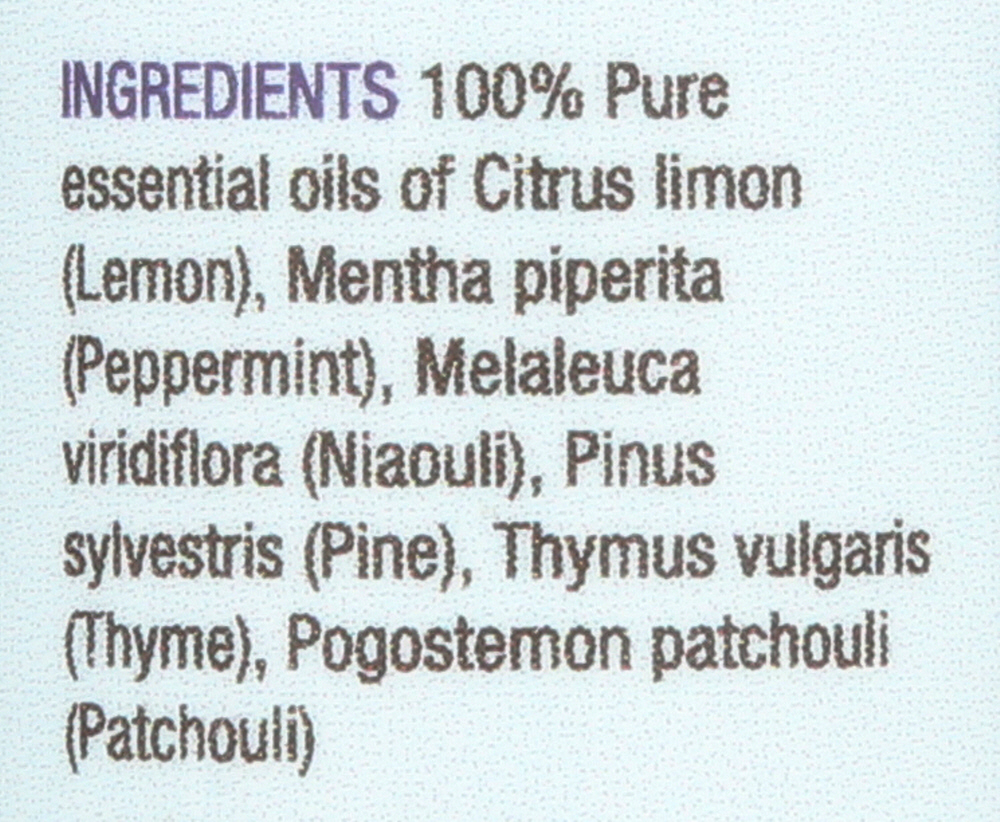 INGREDIENTS 100% Pure
essential oils of Citrus limon
(Lemon), Mentha piperita
(Peppermint), Melaleuca
viridiflora (Niaouli), Pinus
sylvestris (Pine), Thymus vulgaris
(Thyme), Pogostemon patchouli
(Patchouli)